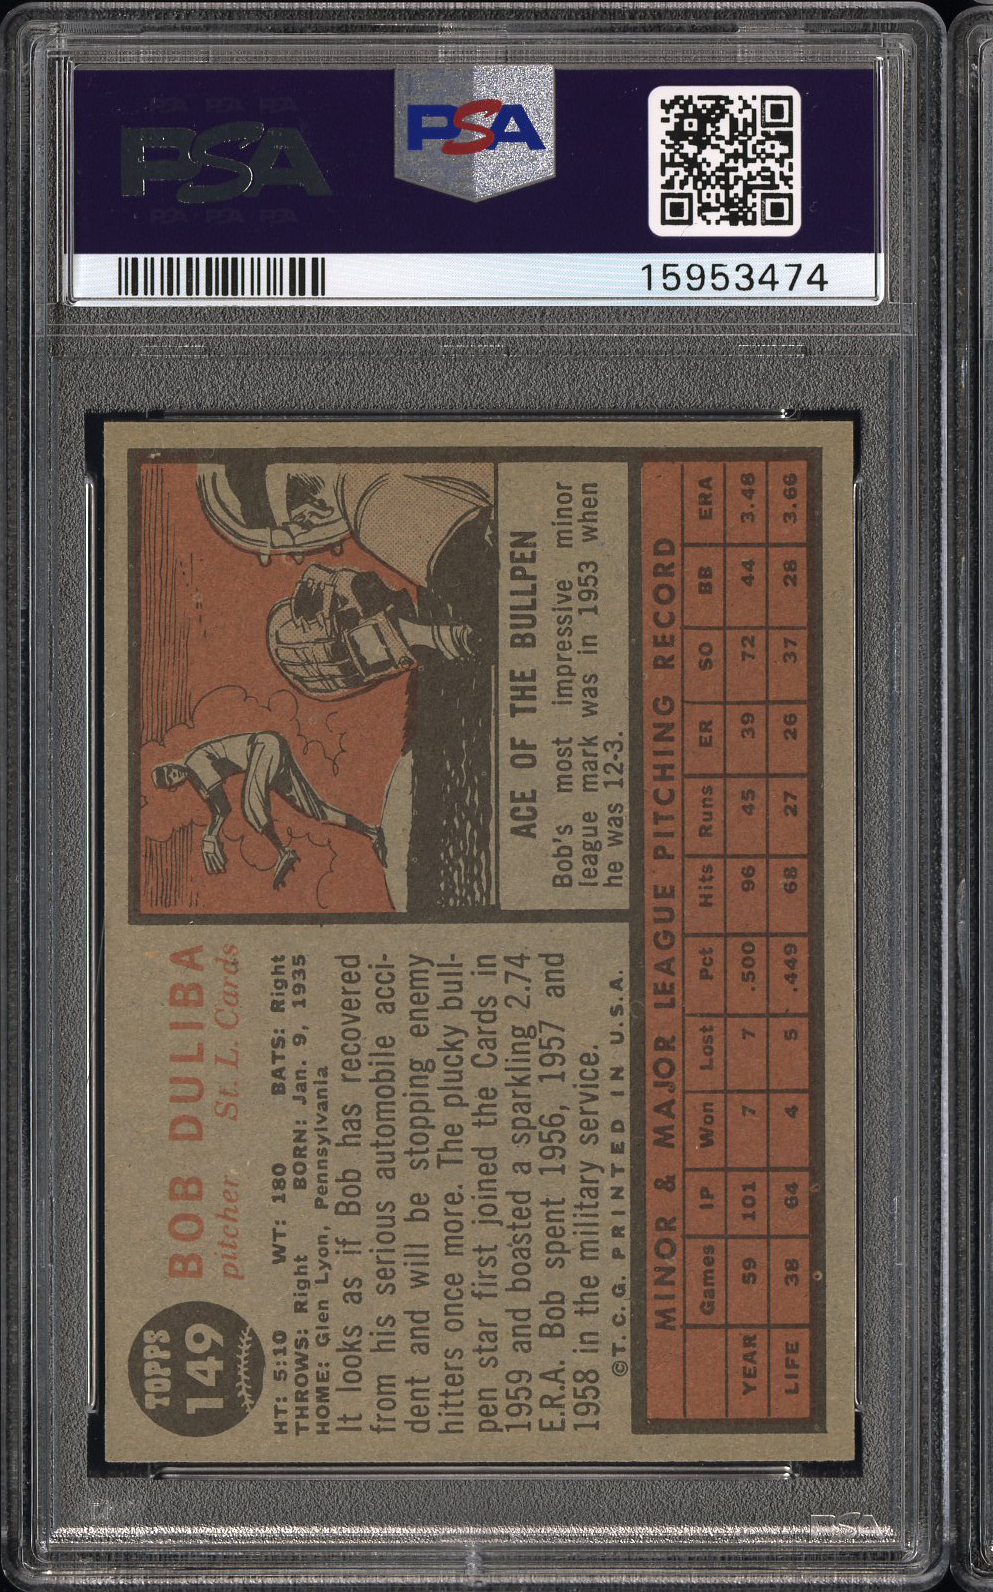 PSA PSA PSA
PSA
PSA PSA PSA
PSA
15953474
TOPPS
149
BOB DULIBA
pitcher St. L. Cards
HT: 5:10 WT: 180 BATS: Right
THROWS: Right BORN: Jan. 9, 1935
HOME: Glen Lyon, Pennsylvania
It looks as if Bob has recovered
from his serious automobile acci-
dent and will be stopping enemy
hitters once more. The plucky bull-
pen star first joined the Cards in
1959 and boasted a sparkling 2.74
E.R.A. Bob spent 1956, 1957 and
1958 in the military service.
©T. C. G. PRINTED IN U.S.A.
ACE OF THE BULLPEN
Bob's most impressive minor
league mark was in 1953 when
he was 12-3.
MINOR & MAJOR LEAGUE PITCHING RECORD
Games IP Won Lost Pct Hits Runs ER SO BB ERA
YEAR 59 101 7 7 .500 96 45 39 72 44 3.48
LIFE 38 64 4 5 .449 68 27 26 37 28 3.66
PSA